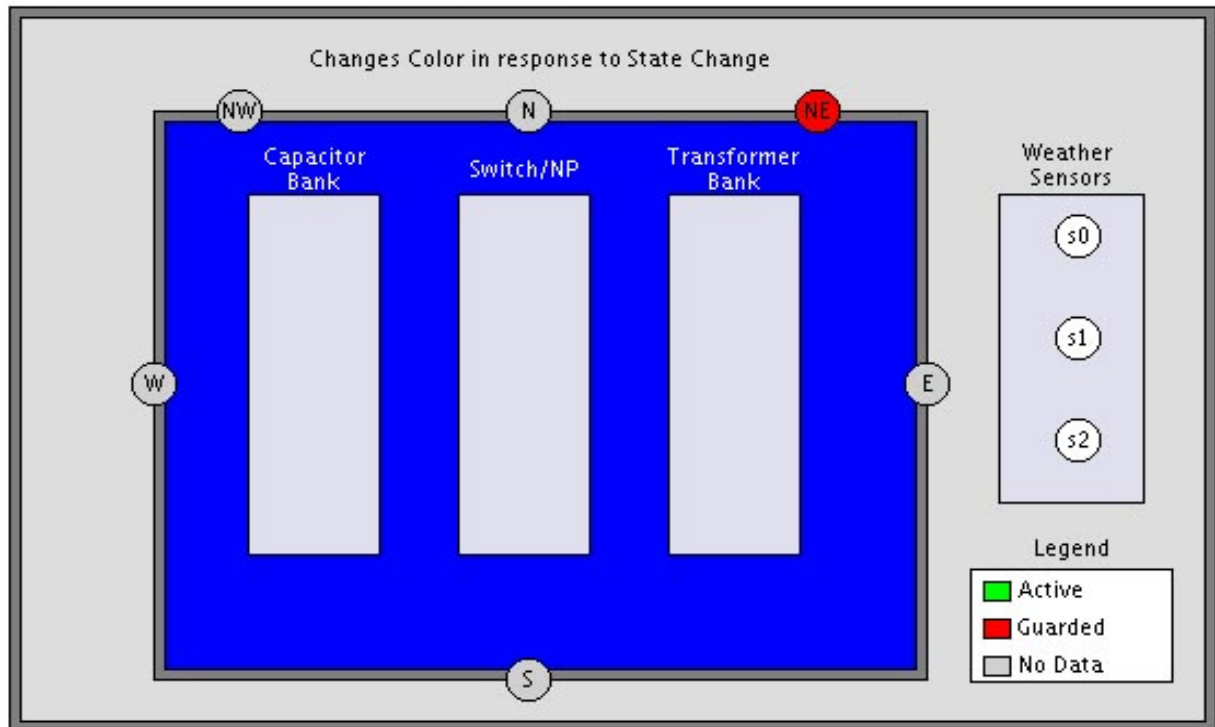 Changes Color in response to State Change
NW
N
NE
Capacitor
Bank
Switch/NP
Transformer
Bank
Weather
Sensors
s0
s1
W
E
s2
Legend
Active
Guarded
No Data
S